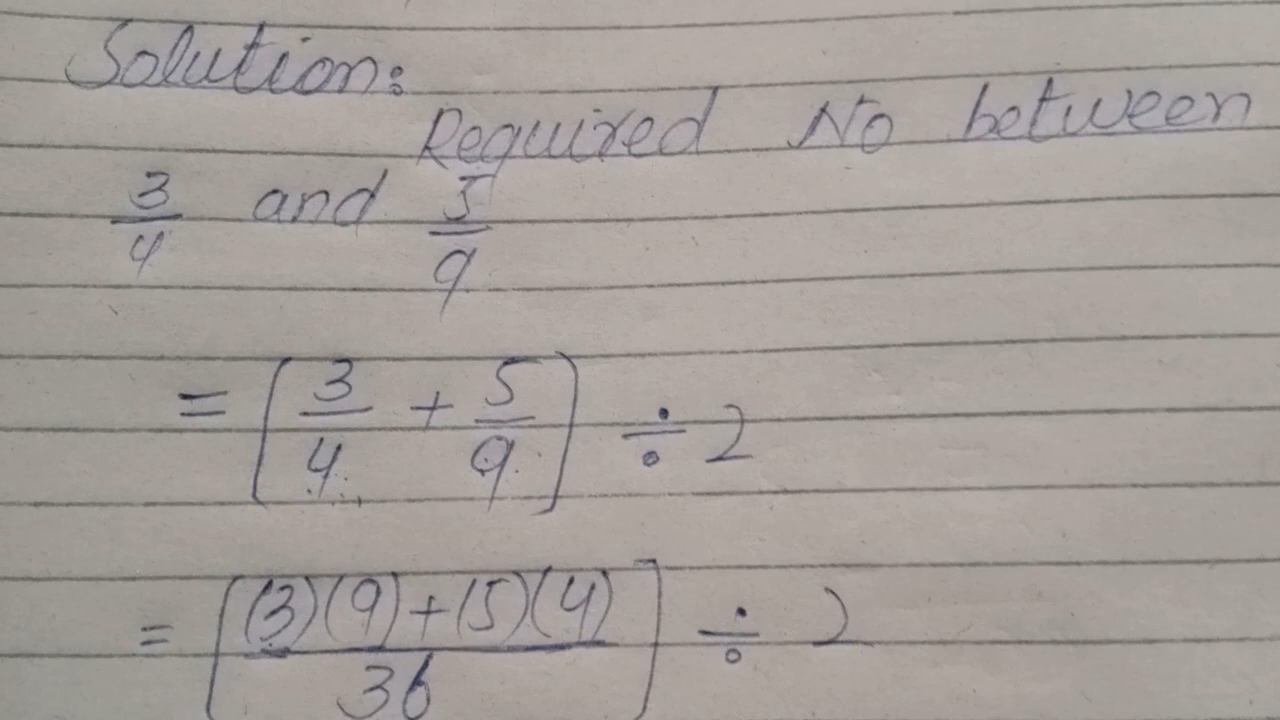 Solution:
Required No between
3/4 and 5/9
= [3/4 + 5/9] ÷ 2
= [(3)(9)+(5)(4)/36] ÷ 2